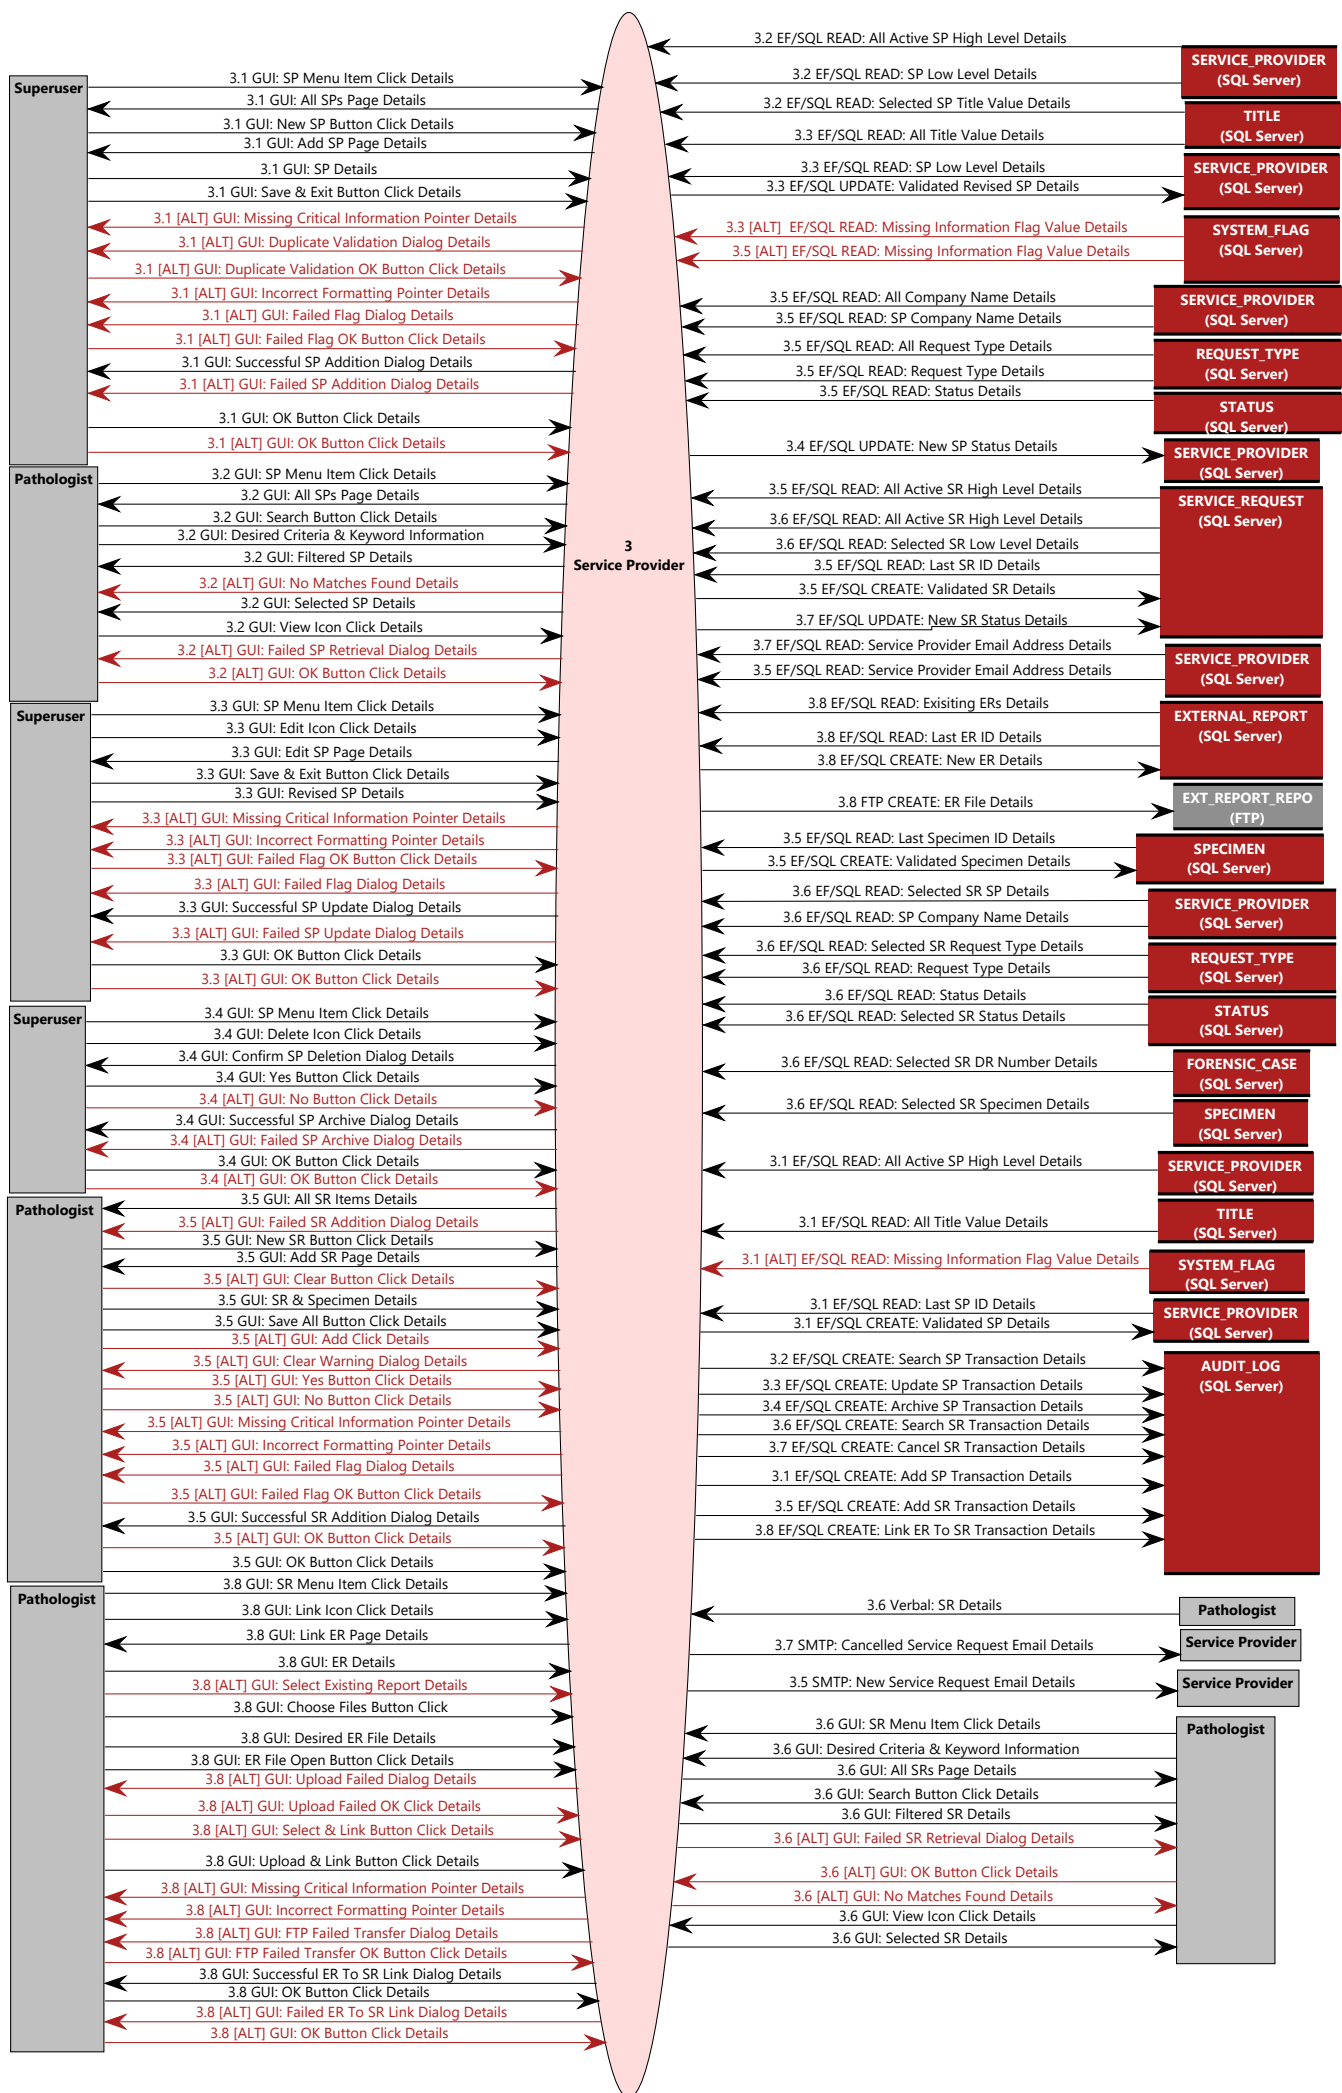 Superuser
3.1 GUI: SP Menu Item Click Details
3.1 GUI: All SPs Page Details
3.1 GUI: New SP Button Click Details
3.1 GUI: Add SP Page Details
3.1 GUI: SP Details
3.1 GUI: Save & Exit Button Click Details
3.1 [ALT] GUI: Missing Critical Information Pointer Details
3.1 [ALT] GUI: Duplicate Validation Dialog Details
3.1 [ALT] GUI: Duplicate Validation OK Button Click Details
3.1 [ALT] GUI: Incorrect Formatting Pointer Details
3.1 [ALT] GUI: Failed Flag Dialog Details
3.1 [ALT] GUI: Failed Flag OK Button Click Details
3.1 GUI: Successful SP Addition Dialog Details
3.1 [ALT] GUI: Failed SP Addition Dialog Details
3.1 GUI: OK Button Click Details
3.1 [ALT] GUI: OK Button Click Details
Pathologist
3.2 GUI: SP Menu Item Click Details
3.2 GUI: All SPs Page Details
3.2 GUI: Search Button Click Details
3.2 GUI: Desired Criteria & Keyword Information
3.2 GUI: Filtered SP Details
3.2 [ALT] GUI: No Matches Found Details
3.2 GUI: Selected SP Details
3.2 GUI: View Icon Click Details
3.2 [ALT] GUI: Failed SP Retrieval Dialog Details
3.2 [ALT] GUI: OK Button Click Details
Superuser
3.3 GUI: SP Menu Item Click Details
3.3 GUI: Edit Icon Click Details
3.3 GUI: Edit SP Page Details
3.3 GUI: Save & Exit Button Click Details
3.3 GUI: Revised SP Details
3.3 [ALT] GUI: Missing Critical Information Pointer Details
3.3 [ALT] GUI: Incorrect Formatting Pointer Details
3.3 [ALT] GUI: Failed Flag OK Button Click Details
3.3 [ALT] GUI: Failed Flag Dialog Details
3.3 GUI: Successful SP Update Dialog Details
3.3 [ALT] GUI: Failed SP Update Dialog Details
3.3 GUI: OK Button Click Details
3.3 [ALT] GUI: OK Button Click Details
Superuser
3.4 GUI: SP Menu Item Click Details
3.4 GUI: Delete Icon Click Details
3.4 GUI: Confirm SP Deletion Dialog Details
3.4 GUI: Yes Button Click Details
3.4 [ALT] GUI: No Button Click Details
3.4 GUI: Successful SP Archive Dialog Details
3.4 [ALT] GUI: Failed SP Archive Dialog Details
3.4 GUI: OK Button Click Details
3.4 [ALT] GUI: OK Button Click Details
Pathologist
3.5 GUI: All SR Items Details
3.5 [ALT] GUI: Failed SR Addition Dialog Details
3.5 GUI: New SR Button Click Details
3.5 GUI: Add SR Page Details
3.5 [ALT] GUI: Clear Button Click Details
3.5 GUI: SR & Specimen Details
3.5 GUI: Save All Button Click Details
3.5 [ALT] GUI: Add Click Details
3.5 [ALT] GUI: Clear Warning Dialog Details
3.5 [ALT] GUI: Yes Button Click Details
3.5 [ALT] GUI: No Button Click Details
3.5 [ALT] GUI: Missing Critical Information Pointer Details
3.5 [ALT] GUI: Incorrect Formatting Pointer Details
3.5 [ALT] GUI: Failed Flag Dialog Details
3.5 [ALT] GUI: Failed Flag OK Button Click Details
3.5 GUI: Successful SR Addition Dialog Details
3.5 [ALT] GUI: OK Button Click Details
3.5 GUI: OK Button Click Details
Pathologist
3.8 GUI: SR Menu Item Click Details
3.8 GUI: Link Icon Click Details
3.8 GUI: Link ER Page Details
3.8 GUI: ER Details
3.8 [ALT] GUI: Select Existing Report Details
3.8 GUI: Choose Files Button Click
3.8 GUI: Desired ER File Details
3.8 GUI: ER File Open Button Click Details
3.8 [ALT] GUI: Upload Failed Dialog Details
3.8 [ALT] GUI: Upload Failed OK Click Details
3.8 [ALT] GUI: Select & Link Button Click Details
3.8 GUI: Upload & Link Button Click Details
3.8 [ALT] GUI: Missing Critical Information Pointer Details
3.8 [ALT] GUI: Incorrect Formatting Pointer Details
3.8 [ALT] GUI: FTP Failed Transfer Dialog Details
3.8 [ALT] GUI: FTP Failed Transfer OK Button Click Details
3.8 GUI: Successful ER To SR Link Dialog Details
3.8 GUI: OK Button Click Details
3.8 [ALT] GUI: Failed ER To SR Link Dialog Details
3.8 [ALT] GUI: OK Button Click Details
3
Service Provider
3.2 EF/SQL READ: All Active SP High Level Details
3.2 EF/SQL READ: SP Low Level Details
SERVICE_PROVIDER
(SQL Server)
3.2 EF/SQL READ: Selected SP Title Value Details
3.3 EF/SQL READ: All Title Value Details
TITLE
(SQL Server)
3.3 EF/SQL READ: SP Low Level Details
3.3 EF/SQL UPDATE: Validated Revised SP Details
SERVICE_PROVIDER
(SQL Server)
3.3 [ALT]  EF/SQL READ: Missing Information Flag Value Details
3.5 [ALT] EF/SQL READ: Missing Information Flag Value Details
SYSTEM_FLAG
(SQL Server)
3.5 EF/SQL READ: All Company Name Details
3.5 EF/SQL READ: SP Company Name Details
SERVICE_PROVIDER
(SQL Server)
3.5 EF/SQL READ: All Request Type Details
3.5 EF/SQL READ: Request Type Details
REQUEST_TYPE
(SQL Server)
3.5 EF/SQL READ: Status Details
STATUS
(SQL Server)
3.4 EF/SQL UPDATE: New SP Status Details
SERVICE_PROVIDER
(SQL Server)
3.5 EF/SQL READ: All Active SR High Level Details
3.6 EF/SQL READ: All Active SR High Level Details
3.6 EF/SQL READ: Selected SR Low Level Details
3.5 EF/SQL READ: Last SR ID Details
3.5 EF/SQL CREATE: Validated SR Details
3.7 EF/SQL UPDATE: New SR Status Details
SERVICE_REQUEST
(SQL Server)
3.7 EF/SQL READ: Service Provider Email Address Details
3.5 EF/SQL READ: Service Provider Email Address Details
SERVICE_PROVIDER
(SQL Server)
3.8 EF/SQL READ: Exisiting ERs Details
3.8 EF/SQL READ: Last ER ID Details
3.8 EF/SQL CREATE: New ER Details
EXTERNAL_REPORT
(SQL Server)
3.8 FTP CREATE: ER File Details
EXT_REPORT_REPO
(FTP)
3.5 EF/SQL READ: Last Specimen ID Details
3.5 EF/SQL CREATE: Validated Specimen Details
SPECIMEN
(SQL Server)
3.6 EF/SQL READ: Selected SR SP Details
3.6 EF/SQL READ: SP Company Name Details
SERVICE_PROVIDER
(SQL Server)
3.6 EF/SQL READ: Selected SR Request Type Details
3.6 EF/SQL READ: Request Type Details
REQUEST_TYPE
(SQL Server)
3.6 EF/SQL READ: Status Details
3.6 EF/SQL READ: Selected SR Status Details
STATUS
(SQL Server)
3.6 EF/SQL READ: Selected SR DR Number Details
FORENSIC_CASE
(SQL Server)
3.6 EF/SQL READ: Selected SR Specimen Details
SPECIMEN
(SQL Server)
3.1 EF/SQL READ: All Active SP High Level Details
SERVICE_PROVIDER
(SQL Server)
3.1 EF/SQL READ: All Title Value Details
TITLE
(SQL Server)
3.1 [ALT] EF/SQL READ: Missing Information Flag Value Details
SYSTEM_FLAG
(SQL Server)
3.1 EF/SQL READ: Last SP ID Details
3.1 EF/SQL CREATE: Validated SP Details
SERVICE_PROVIDER
(SQL Server)
3.2 EF/SQL CREATE: Search SP Transaction Details
3.3 EF/SQL CREATE: Update SP Transaction Details
3.4 EF/SQL CREATE: Archive SP Transaction Details
3.6 EF/SQL CREATE: Search SR Transaction Details
3.7 EF/SQL CREATE: Cancel SR Transaction Details
3.1 EF/SQL CREATE: Add SP Transaction Details
3.5 EF/SQL CREATE: Add SR Transaction Details
3.8 EF/SQL CREATE: Link ER To SR Transaction Details
AUDIT_LOG
(SQL Server)
3.6 Verbal: SR Details
Pathologist
3.7 SMTP: Cancelled Service Request Email Details
Service Provider
3.5 SMTP: New Service Request Email Details
Service Provider
3.6 GUI: SR Menu Item Click Details
3.6 GUI: Desired Criteria & Keyword Information
3.6 GUI: All SRs Page Details
3.6 GUI: Search Button Click Details
3.6 GUI: Filtered SR Details
3.6 [ALT] GUI: Failed SR Retrieval Dialog Details
3.6 [ALT] GUI: OK Button Click Details
3.6 [ALT] GUI: No Matches Found Details
3.6 GUI: View Icon Click Details
3.6 GUI: Selected SR Details
Pathologist